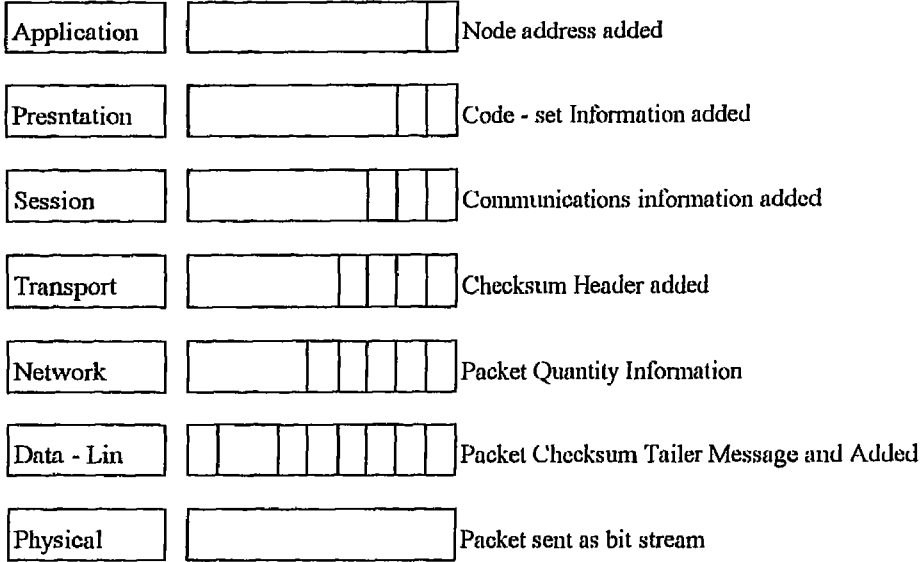 Application Node address added
Presntation Code - set Information added
Session Communications information added
Transport Checksum Header added
Network Packet Quantity Information
Data - Lin Packet Checksum Tailer Message and Added
Physical Packet sent as bit stream